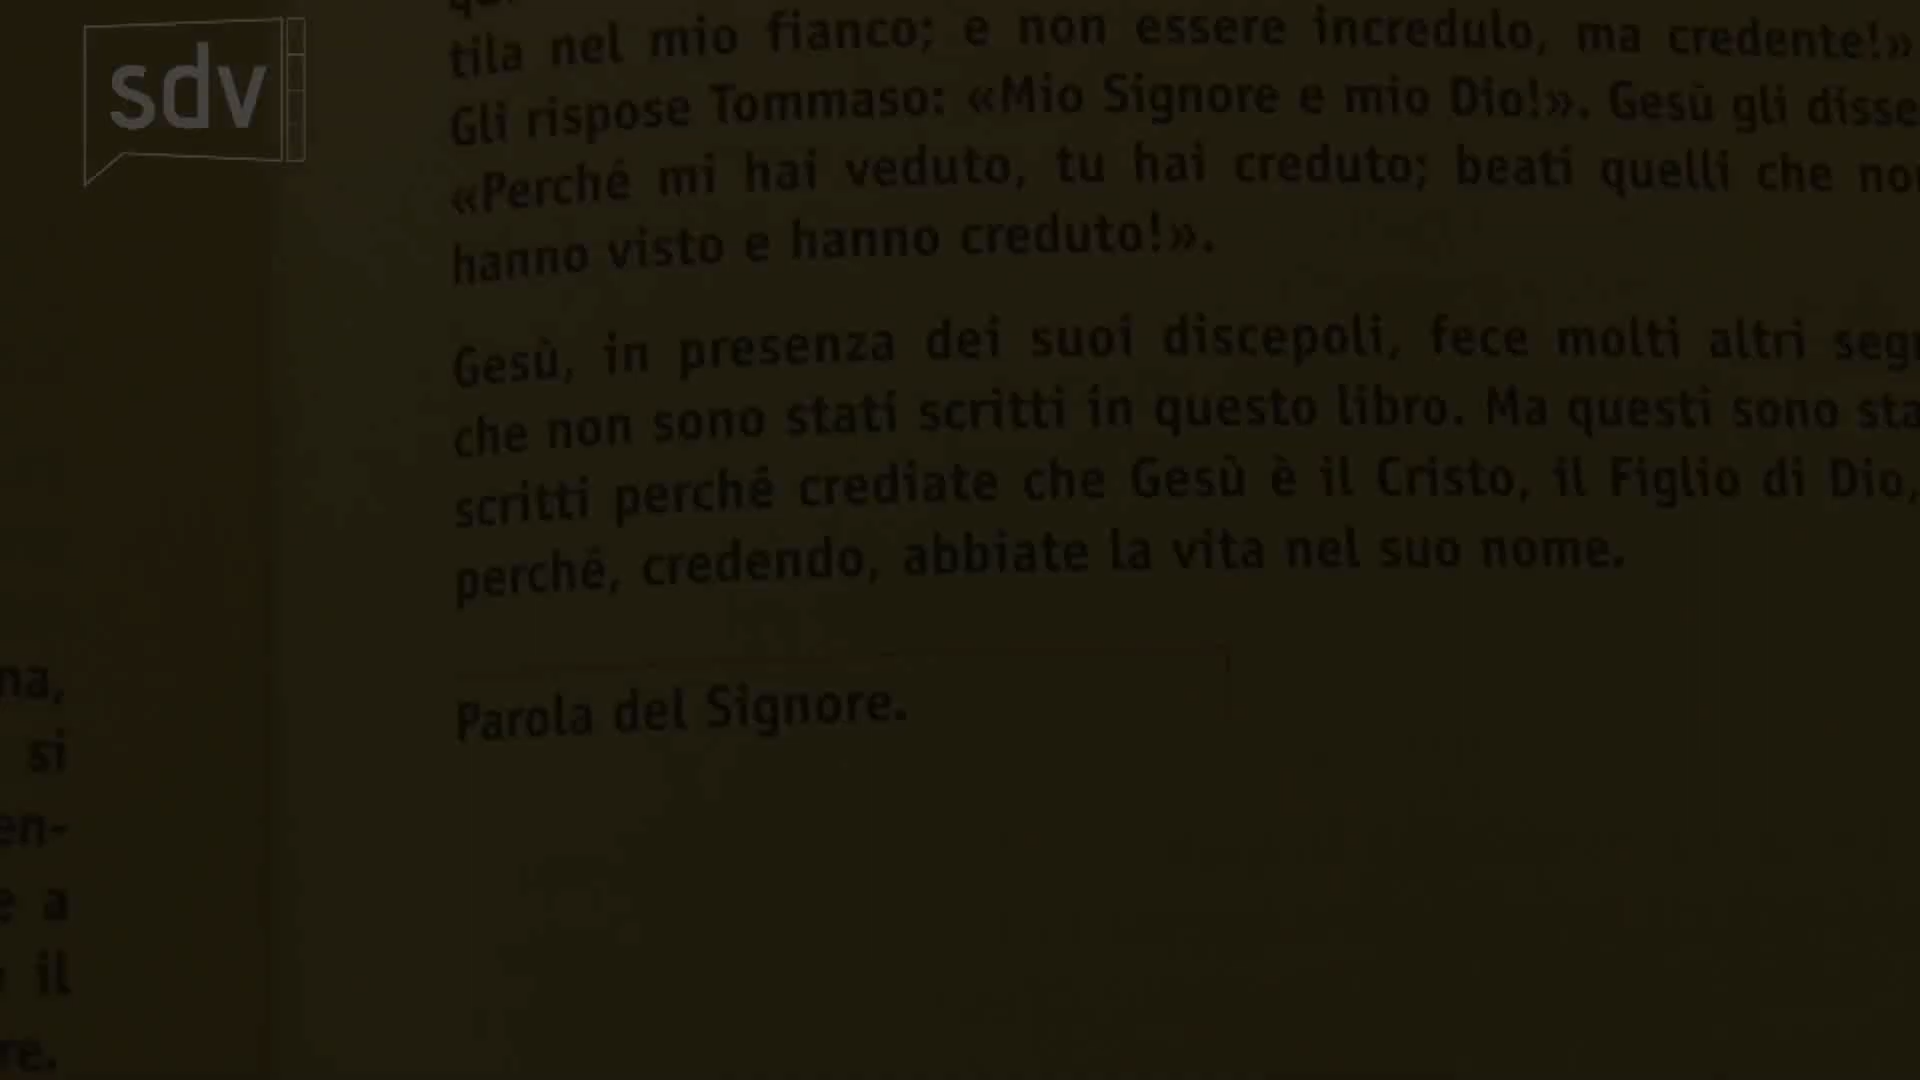 sdv
tila nel mio fianco; e non essere incredulo, ma credente!»
Gli rispose Tommaso: «Mio Signore e mio Dio!». Gesù gli disse
«Perché mi hai veduto, tu hai creduto; beati quelli che
hanno visto e hanno creduto!».
Gesù, in presenza dei suoi discepoli, fece molti altri
che non sono stati scritti in questo libro. Ma questi sono
scritti perché crediate che Gesù è il Cristo, il Figlio di Dio,
perché, credendo, abbiate la vita nel suo nome.
Parola del Signore.
na,
si
en-
e a
il
re.